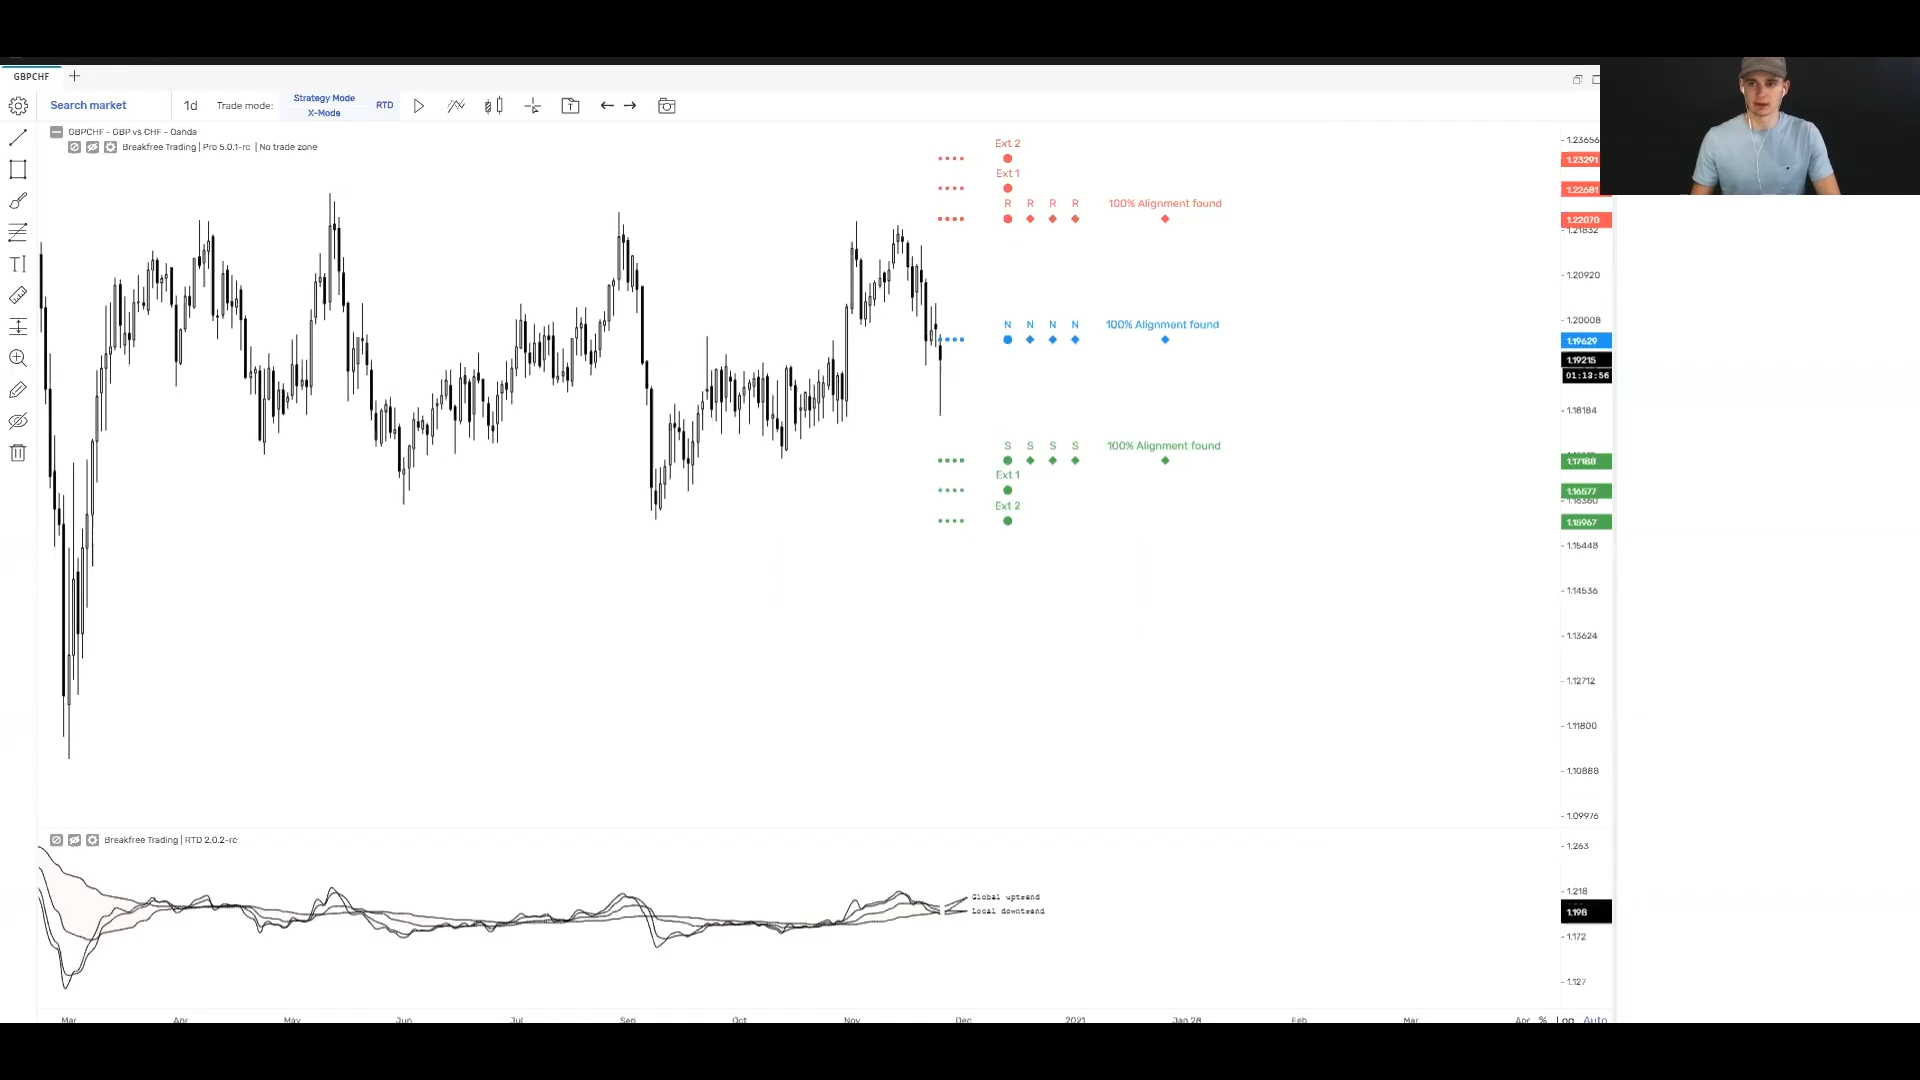 GBPCHF
Search market
1d
Trade mode:
Strategy Mode
X-Mode
RTD
GBPCHF - GBP vs CHF - Oanda
Breakfree Trading | Pro 5.0.1-rc | No trade zone
Ext 2
Ext 1
R R R R 100% Alignment found
N N N N 100% Alignment found
S S S S 100% Alignment found
Ext 1
Ext 2
1.23656
1.23291
1.22681
1.22070
1.21832
1.20920
1.20008
1.19629
1.19215
01:13:56
1.18184
1.17188
1.16577
1.15967
1.15448
1.14536
1.13624
1.12712
1.11800
1.10888
1.09976
Breakfree Trading | RTD 2.0.2-rc
Global uptrend
Local downtrend
1.263
1.218
1.198
1.172
1.127
Mar Apr May Jun Jul Sep Oct Nov Dec 2021 Jan 28 Feb Mar Apr % Log Auto